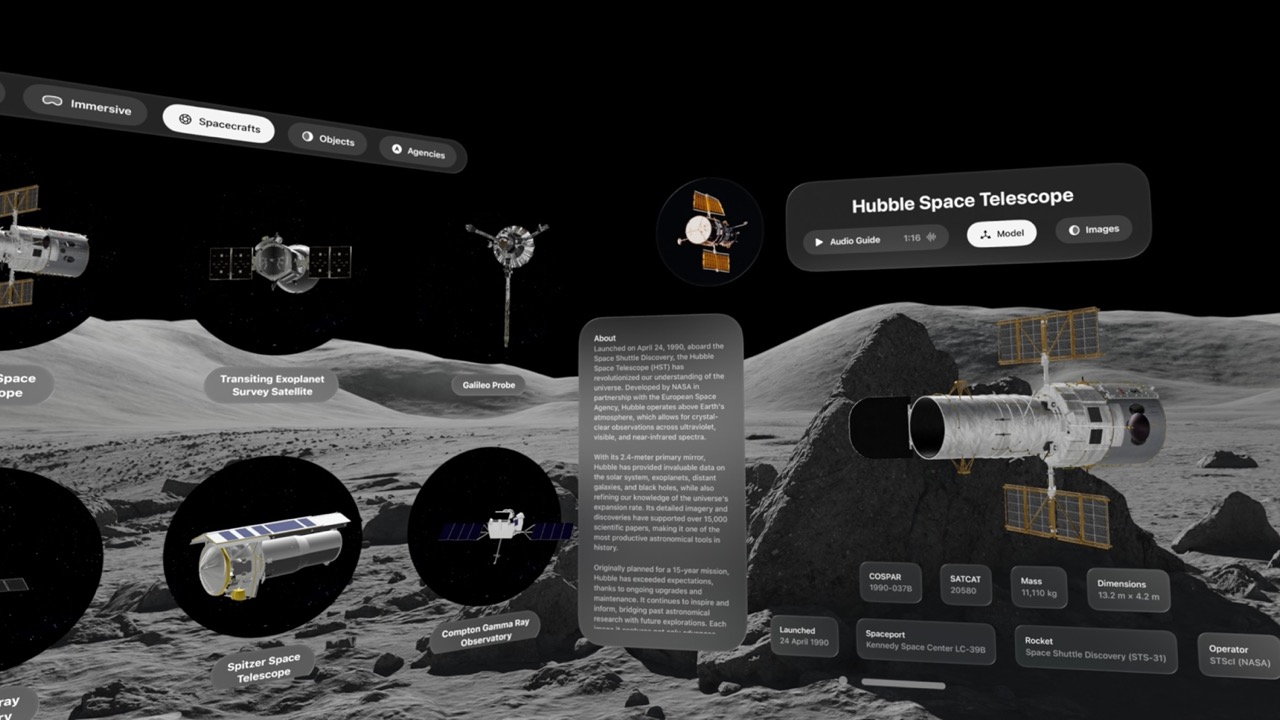 Immersive
Spacecrafts
Objects
Agencies
Space
ope
Transiting Exoplanet
Survey Satellite
Galileo Probe
Spitzer Space
Telescope
Compton Gamma Ray
Observatory
ray
ry
Hubble Space Telescope
Audio Guide 1:16
Model
Images
About
Launched on April 24, 1990, aboard the
Space Shuttle Discovery, the Hubble
Space Telescope (HST) has
revolutionized our understanding of the
universe. Developed by NASA in
partnership with the European Space
Agency, Hubble operates above Earth's
atmosphere, which allows for crystal-
clear observations across ultraviolet,
visible, and near-infrared spectra.
With its 2.4-meter primary mirror,
Hubble has provided invaluable data on
the solar system, exoplanets, distant
galaxies, and black holes, while also
refining our knowledge of the universe's
expansion rate. Its detailed imagery and
discoveries have supported over 15,000
scientific papers, making it one of the
most productive astronomical tools in
history.
Originally planned for a 15-year mission,
Hubble has exceeded expectations,
thanks to ongoing upgrades and
maintenance. It continues to inspire and
inform, bridging past astronomical
research with future explorations. Each
COSPAR
1990-037B
SATCAT
20580
Mass
11,110 kg
Dimensions
13.2 m × 4.2 m
Launched
24 April 1990
Spaceport
Kennedy Space Center LC-39B
Rocket
Space Shuttle Discovery (STS-31)
Operator
STScI (NASA)